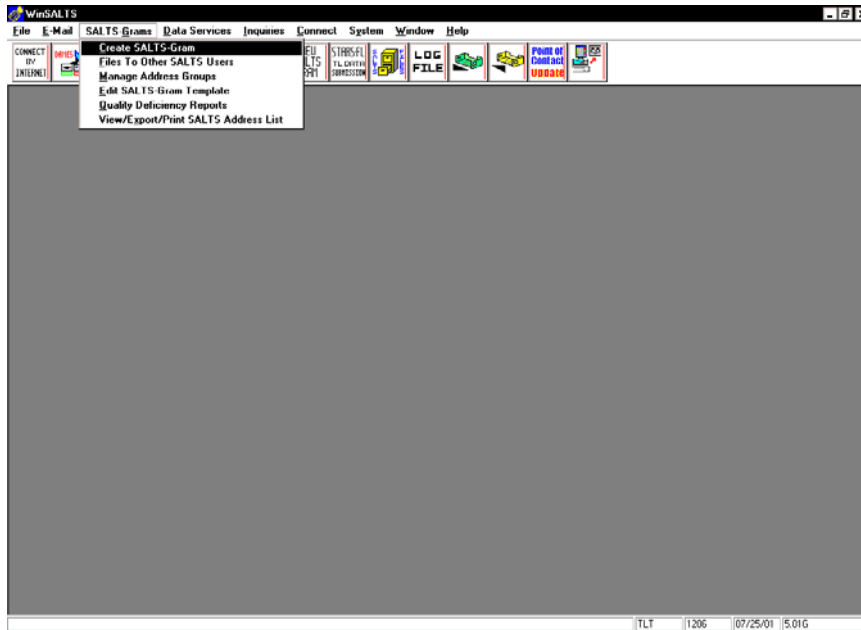 WinSALTS
File E-Mail SALTS-Grams Data Services Inquiries Connect System Window Help
CONNECT
BY
INTERNET
Create SALTS-Gram
Files To Other SALTS Users
Manage Address Groups
Edit SALTS-Gram Template
Quality Deficiency Reports
View/Export/Print SALTS Address List
STARS-FL
TL DATA
SUBMISSION
LOG
FILE
Point of
Contact
Update
TLT 1206 07/25/01 5.01G